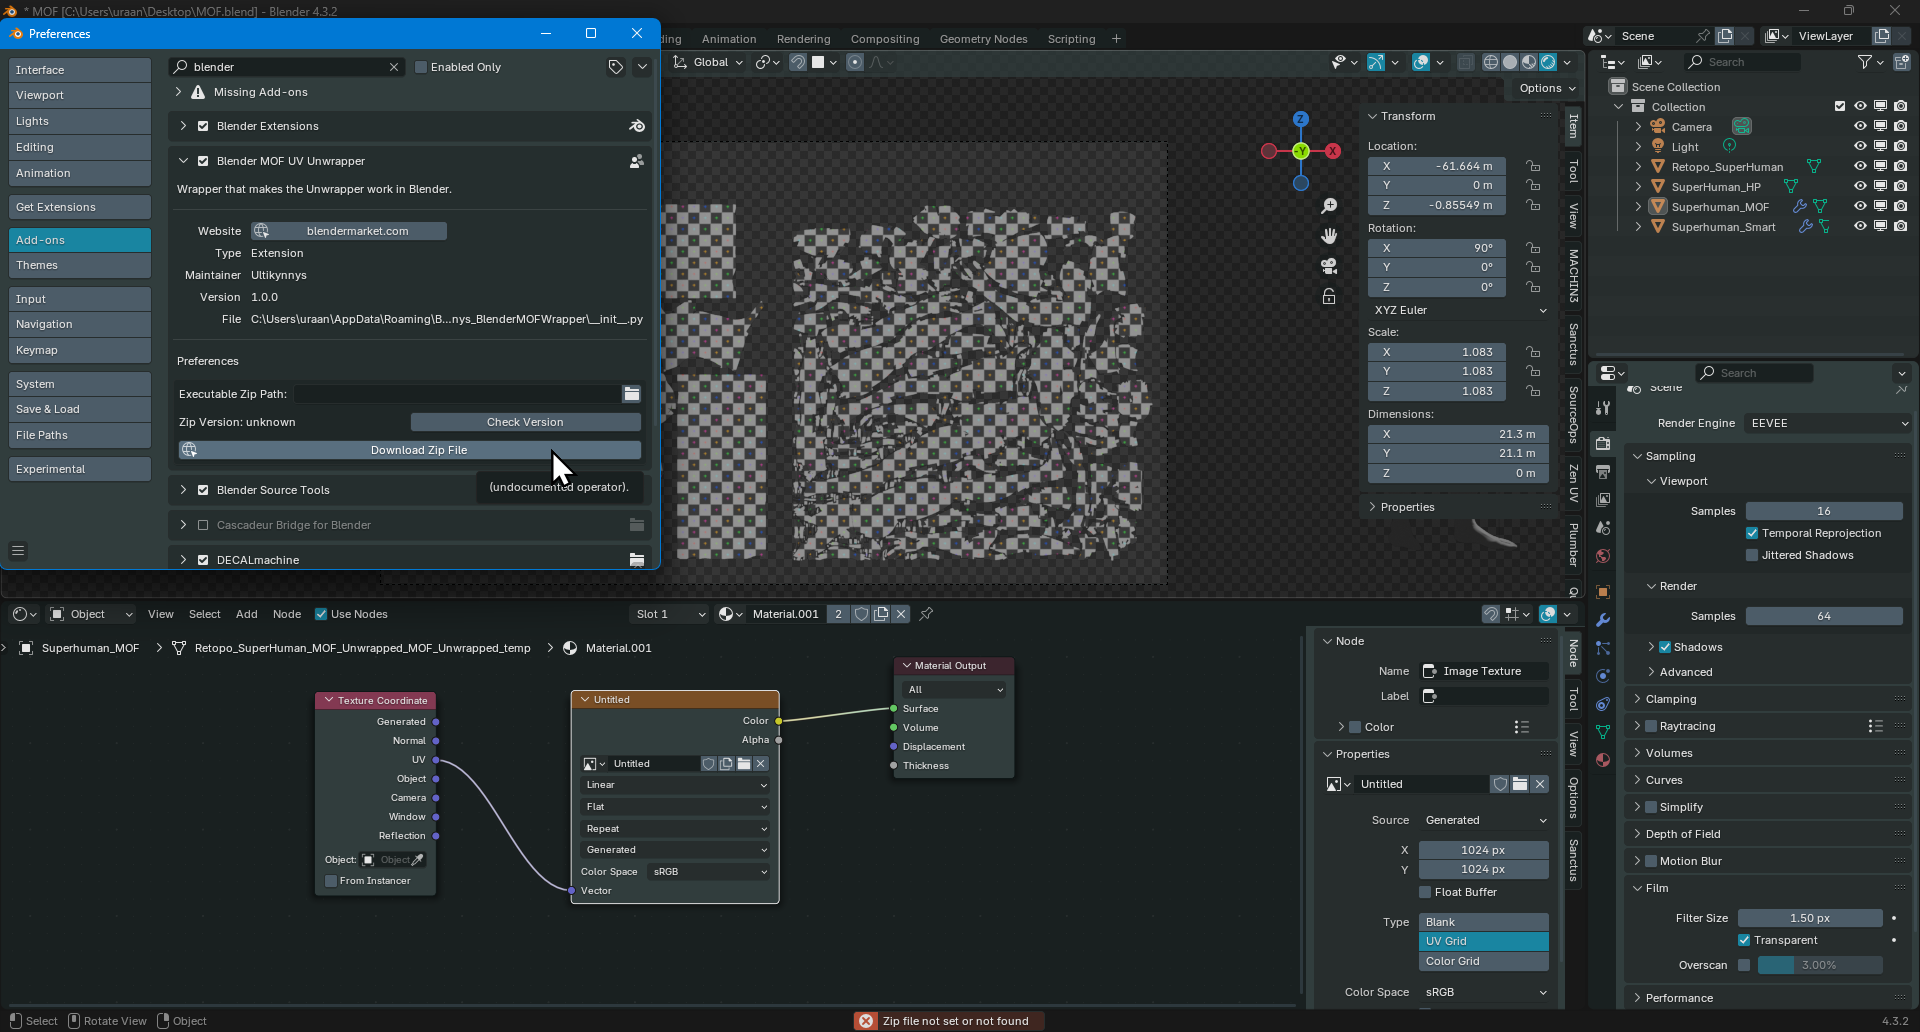 * MOF [C:\Users\uraan\Desktop\MOF.blend] - Blender 4.3.2
Preferences
ding
Animation
Rendering
Compositing
Geometry Nodes
Scripting
Scene
ViewLayer
Interface
Viewport
Lights
Editing
Animation
Get Extensions
Add-ons
Themes
Input
Navigation
Keymap
System
Save & Load
File Paths
Experimental
blender
Enabled Only
Missing Add-ons
Blender Extensions
Blender MOF UV Unwrapper
Wrapper that makes the Unwrapper work in Blender.
Website blendermarket.com
Type Extension
Maintainer Ultikynnys
Version 1.0.0
File C:\Users\uraan\AppData\Roaming\B...nys_BlenderMOFWrapper\__init__.py
Preferences
Executable Zip Path:
Zip Version: unknown Check Version
Download Zip File
(undocumented operator).
Blender Source Tools
Cascadeur Bridge for Blender
DECALmachine
Global
Options
Transform
Location:
X -61.664 m
Y 0 m
Z -0.85549 m
Rotation:
X 90°
Y 0°
Z 0°
XYZ Euler
Scale:
X 1.083
Y 1.083
Z 1.083
Dimensions:
X 21.3 m
Y 21.1 m
Z 0 m
Properties
Z
-Y
X
Item
Tool
View
MACHIN3
Sanctus
SourceOps
Zen UV
Plumber
Search
Scene Collection
Collection
Camera
Light
Retopo_SuperHuman
SuperHuman_HP
Superhuman_MOF
Superhuman_Smart
Search
Scene
Render Engine EEVEE
Sampling
Viewport
Samples 16
Temporal Reprojection
Jittered Shadows
Render
Samples 64
Shadows
Advanced
Clamping
Raytracing
Volumes
Curves
Simplify
Depth of Field
Motion Blur
Film
Filter Size 1.50 px
Transparent
Overscan 3.00%
Performance
Object
View
Select
Add
Node
Use Nodes
Slot 1
Material.001
2
Superhuman_MOF
Retopo_SuperHuman_MOF_Unwrapped_MOF_Unwrapped_temp
Material.001
Texture Coordinate
Generated
Normal
UV
Object
Camera
Window
Reflection
Object: Object
From Instancer
Untitled
Color
Alpha
Untitled
Linear
Flat
Repeat
Generated
Color Space sRGB
Vector
Material Output
All
Surface
Volume
Displacement
Thickness
Node
Name Image Texture
Label
Color
Properties
Untitled
Source Generated
X 1024 px
Y 1024 px
Float Buffer
Type Blank
UV Grid
Color Grid
Color Space sRGB
Node
Tool
View
Options
Sanctus
Select
Rotate View
Object
Zip file not set or not found
4.3.2